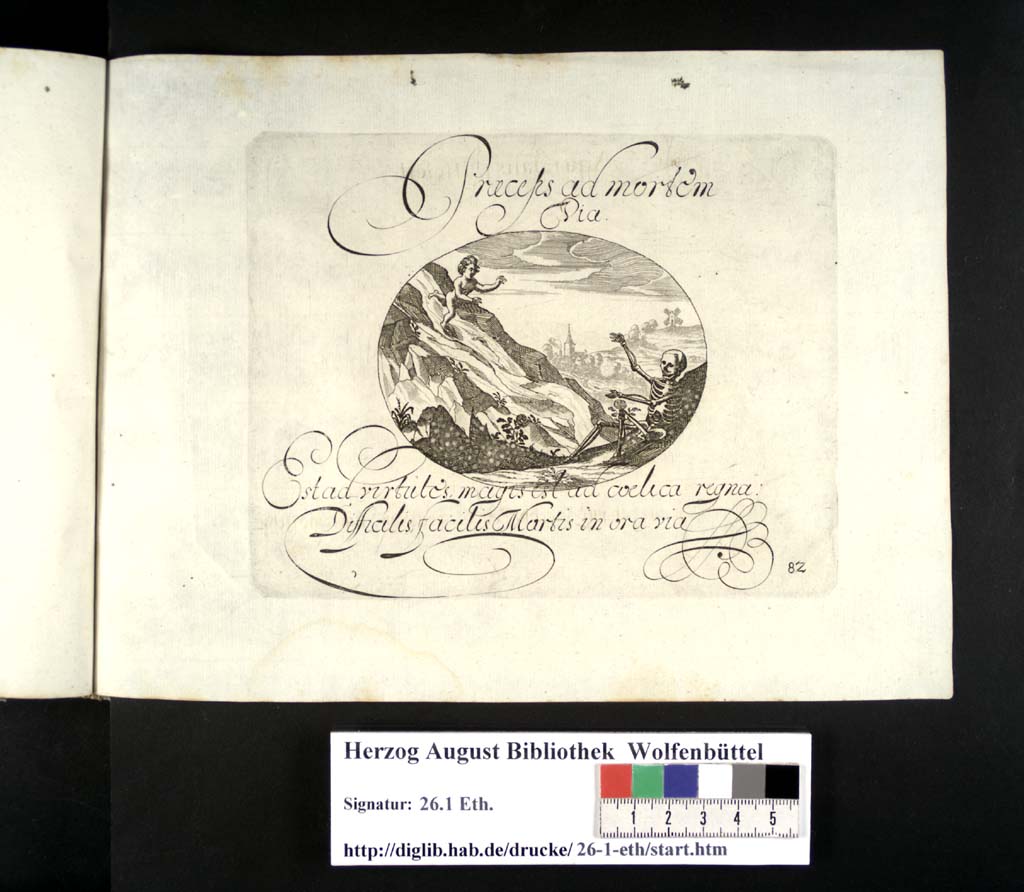 Præceps ad mortem
Via.
Est ad virtutes, magis est ad cœlica regna:
Difficilis, facilis Mortis in ora via
82
Herzog August Bibliothek Wolfenbüttel
Signatur: 26.1 Eth.
1 2 3 4 5
http://diglib.hab.de/drucke/ 26-1-eth/start.htm